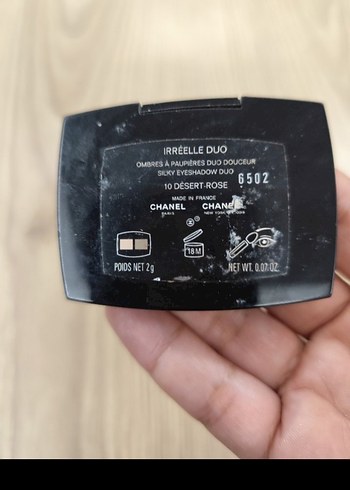 IRRÉELLE DUO
OMBRES À PAUPIÈRES DUO DOUCEUR
SILKY EYESHADOW DUO
6502
10 DÉSERT-ROSE
MADE IN FRANCE
CHANEL CHANEL
PARIS NEW YORK
18M
POIDS NET 2g NET WT. 0.07 OZ.